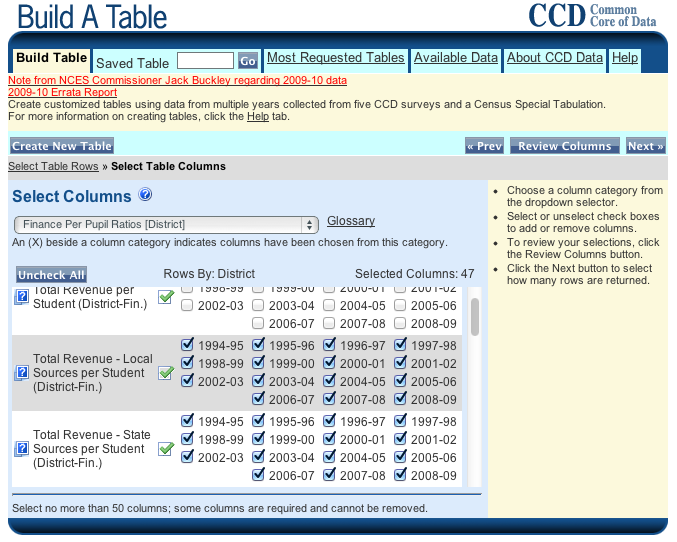 Build A Table
CCD Common Core of Data
Build Table Saved Table Go Most Requested Tables Available Data About CCD Data Help
Note from NCES Commissioner Jack Buckley regarding 2009-10 data
2009-10 Errata Report
Create customized tables using data from multiple years collected from five CCD surveys and a Census Special Tabulation.
For more information on creating tables, click the Help tab.
Create New Table « Prev Review Columns Next »
Select Table Rows » Select Table Columns
Select Columns ?
Finance Per Pupil Ratios [District] Glossary
An (X) beside a column category indicates columns have been chosen from this category.
Uncheck All Rows By: District Selected Columns: 47
Total Revenue per
Student (District-Fin.)
1998-99 1999-00 2000-01 2001-02
2002-03 2003-04 2004-05 2005-06
2006-07 2007-08 2008-09
Total Revenue - Local
Sources per Student
(District-Fin.)
1994-95 1995-96 1996-97 1997-98
1998-99 1999-00 2000-01 2001-02
2002-03 2003-04 2004-05 2005-06
2006-07 2007-08 2008-09
Total Revenue - State
Sources per Student
(District-Fin.)
1994-95 1995-96 1996-97 1997-98
1998-99 1999-00 2000-01 2001-02
2002-03 2003-04 2004-05 2005-06
2006-07 2007-08 2008-09
Select no more than 50 columns; some columns are required and cannot be removed.
• Choose a column category from
the dropdown selector.
• Select or unselect check boxes
to add or remove columns.
• To review your selections, click
the Review Columns button.
• Click the Next button to select
how many rows are returned.